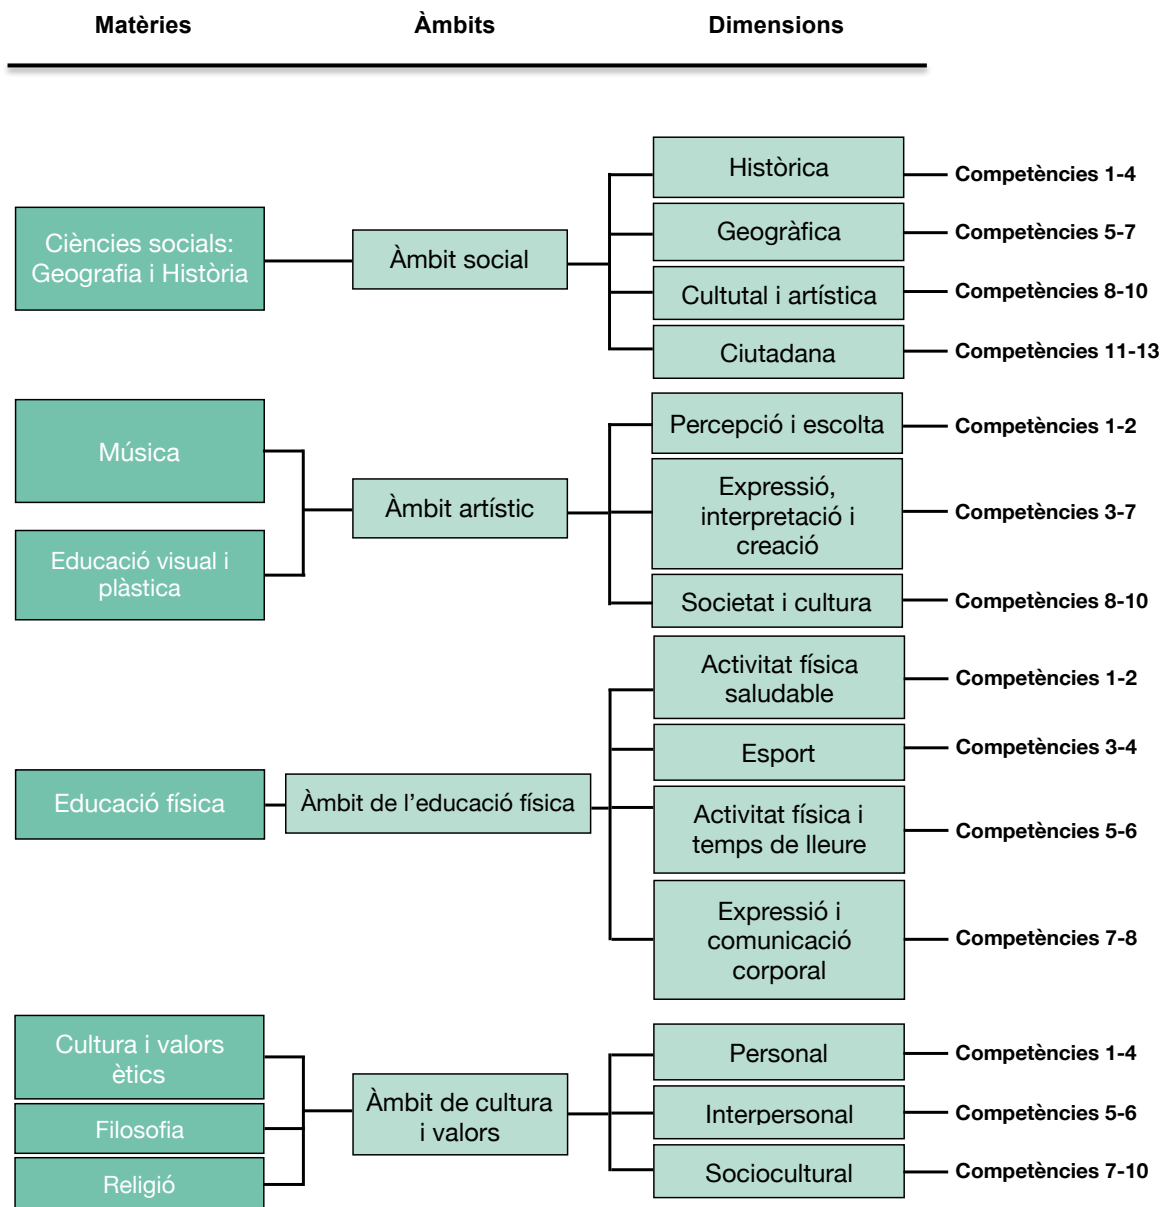 Matèries
Àmbits
Dimensions
Ciències socials:
Geografia i Història
Àmbit social
Històrica
Competències 1-4
Geogràfica
Competències 5-7
Cultutal i artística
Competències 8-10
Ciutadana
Competències 11-13
Música
Educació visual i
plàstica
Àmbit artístic
Percepció i escolta
Competències 1-2
Expressió,
interpretació i
creació
Competències 3-7
Societat i cultura
Competències 8-10
Educació física
Àmbit de l’educació física
Activitat física
saludable
Competències 1-2
Esport
Competències 3-4
Activitat física i
temps de lleure
Competències 5-6
Expressió i
comunicació
corporal
Competències 7-8
Cultura i valors
ètics
Filosofia
Religió
Àmbit de cultura
i valors
Personal
Competències 1-4
Interpersonal
Competències 5-6
Sociocultural
Competències 7-10